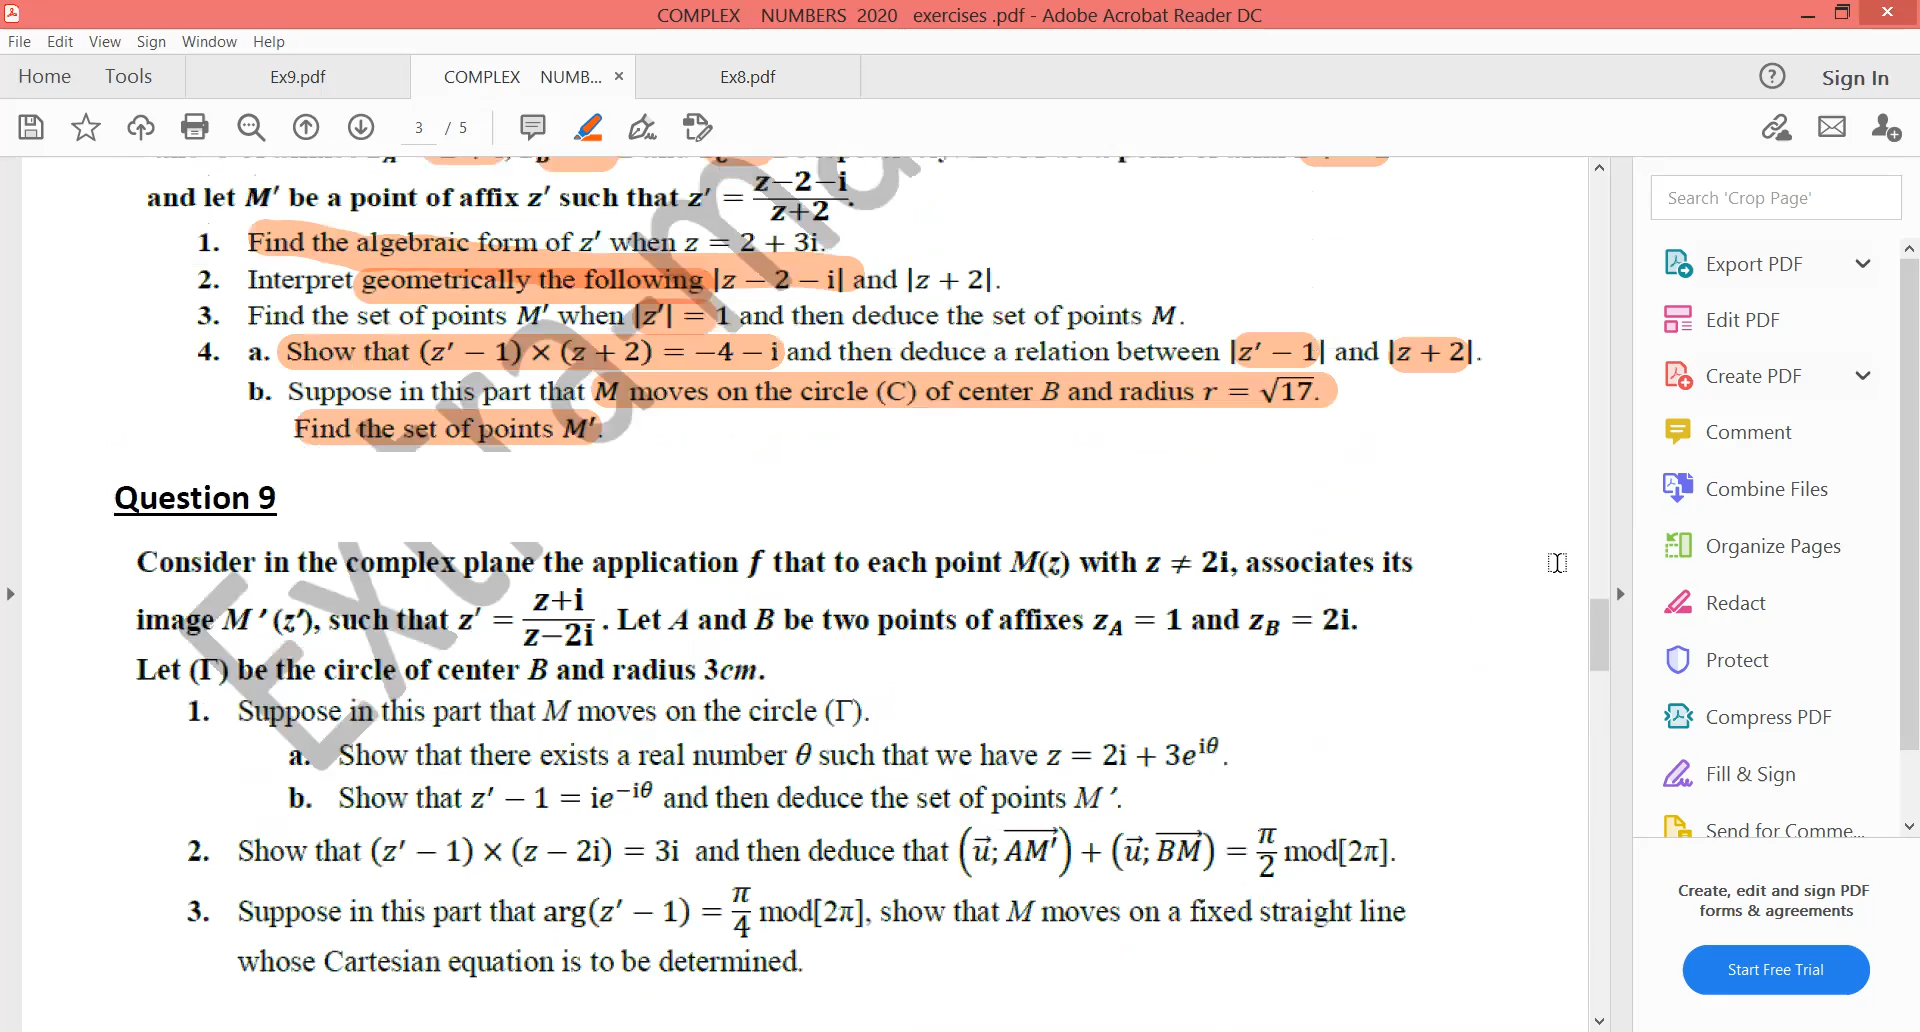 COMPLEX NUMBERS 2020 exercises .pdf - Adobe Acrobat Reader DC
File Edit View Sign Window Help
Home Tools Ex9.pdf COMPLEX NUMB... × Ex8.pdf Sign In
3 / 5
and let M′ be a point of affix z′ such that z′ = (z−2−i)/(z+2).
1. Find the algebraic form of z′ when z = 2 + 3i.
2. Interpret geometrically the following |z − 2 − i| and |z + 2|.
3. Find the set of points M′ when |z′| = 1 and then deduce the set of points M.
4. a. Show that (z′ − 1) × (z + 2) = −4 − i and then deduce a relation between |z′ − 1| and |z + 2|.
b. Suppose in this part that M moves on the circle (C) of center B and radius r = √17.
Find the set of points M′.
Question 9
Consider in the complex plane the application f that to each point M(z) with z ≠ 2i, associates its
image M ′ (z′), such that z′ = (z+i)/(z−2i) . Let A and B be two points of affixes z_A = 1 and z_B = 2i.
Let (Γ) be the circle of center B and radius 3cm.
1. Suppose in this part that M moves on the circle (Γ).
a. Show that there exists a real number θ such that we have z = 2i + 3e^{iθ}.
b. Show that z′ − 1 = ie^{−iθ} and then deduce the set of points M ′.
2. Show that (z′ − 1) × (z − 2i) = 3i and then deduce that (u⃗; AM′⃗) + (u⃗; BM⃗) = π/2 mod[2π].
3. Suppose in this part that arg(z′ − 1) = π/4 mod[2π], show that M moves on a fixed straight line
whose Cartesian equation is to be determined.
Search 'Crop Page'
Export PDF
Edit PDF
Create PDF
Comment
Combine Files
Organize Pages
Redact
Protect
Compress PDF
Fill & Sign
Send for Comme...
Create, edit and sign PDF
forms & agreements
Start Free Trial